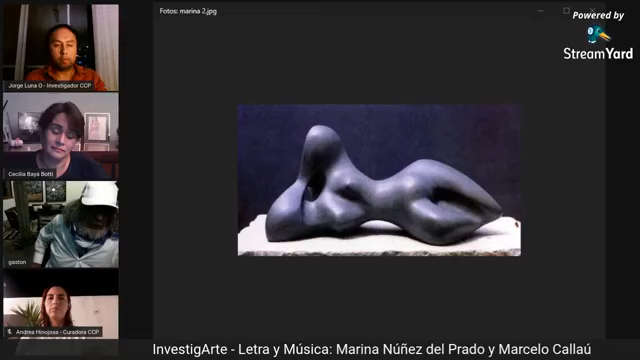 Fotos: marina 2.jpg
Powered by
StreamYard
Jorge Luna O - Investigador CCP
Cecilia Bayá Botti
gaston
Andrea Hinojosa - Curadora CCP
InvestigArte - Letra y Música: Marina Núñez del Prado y Marcelo Callaú